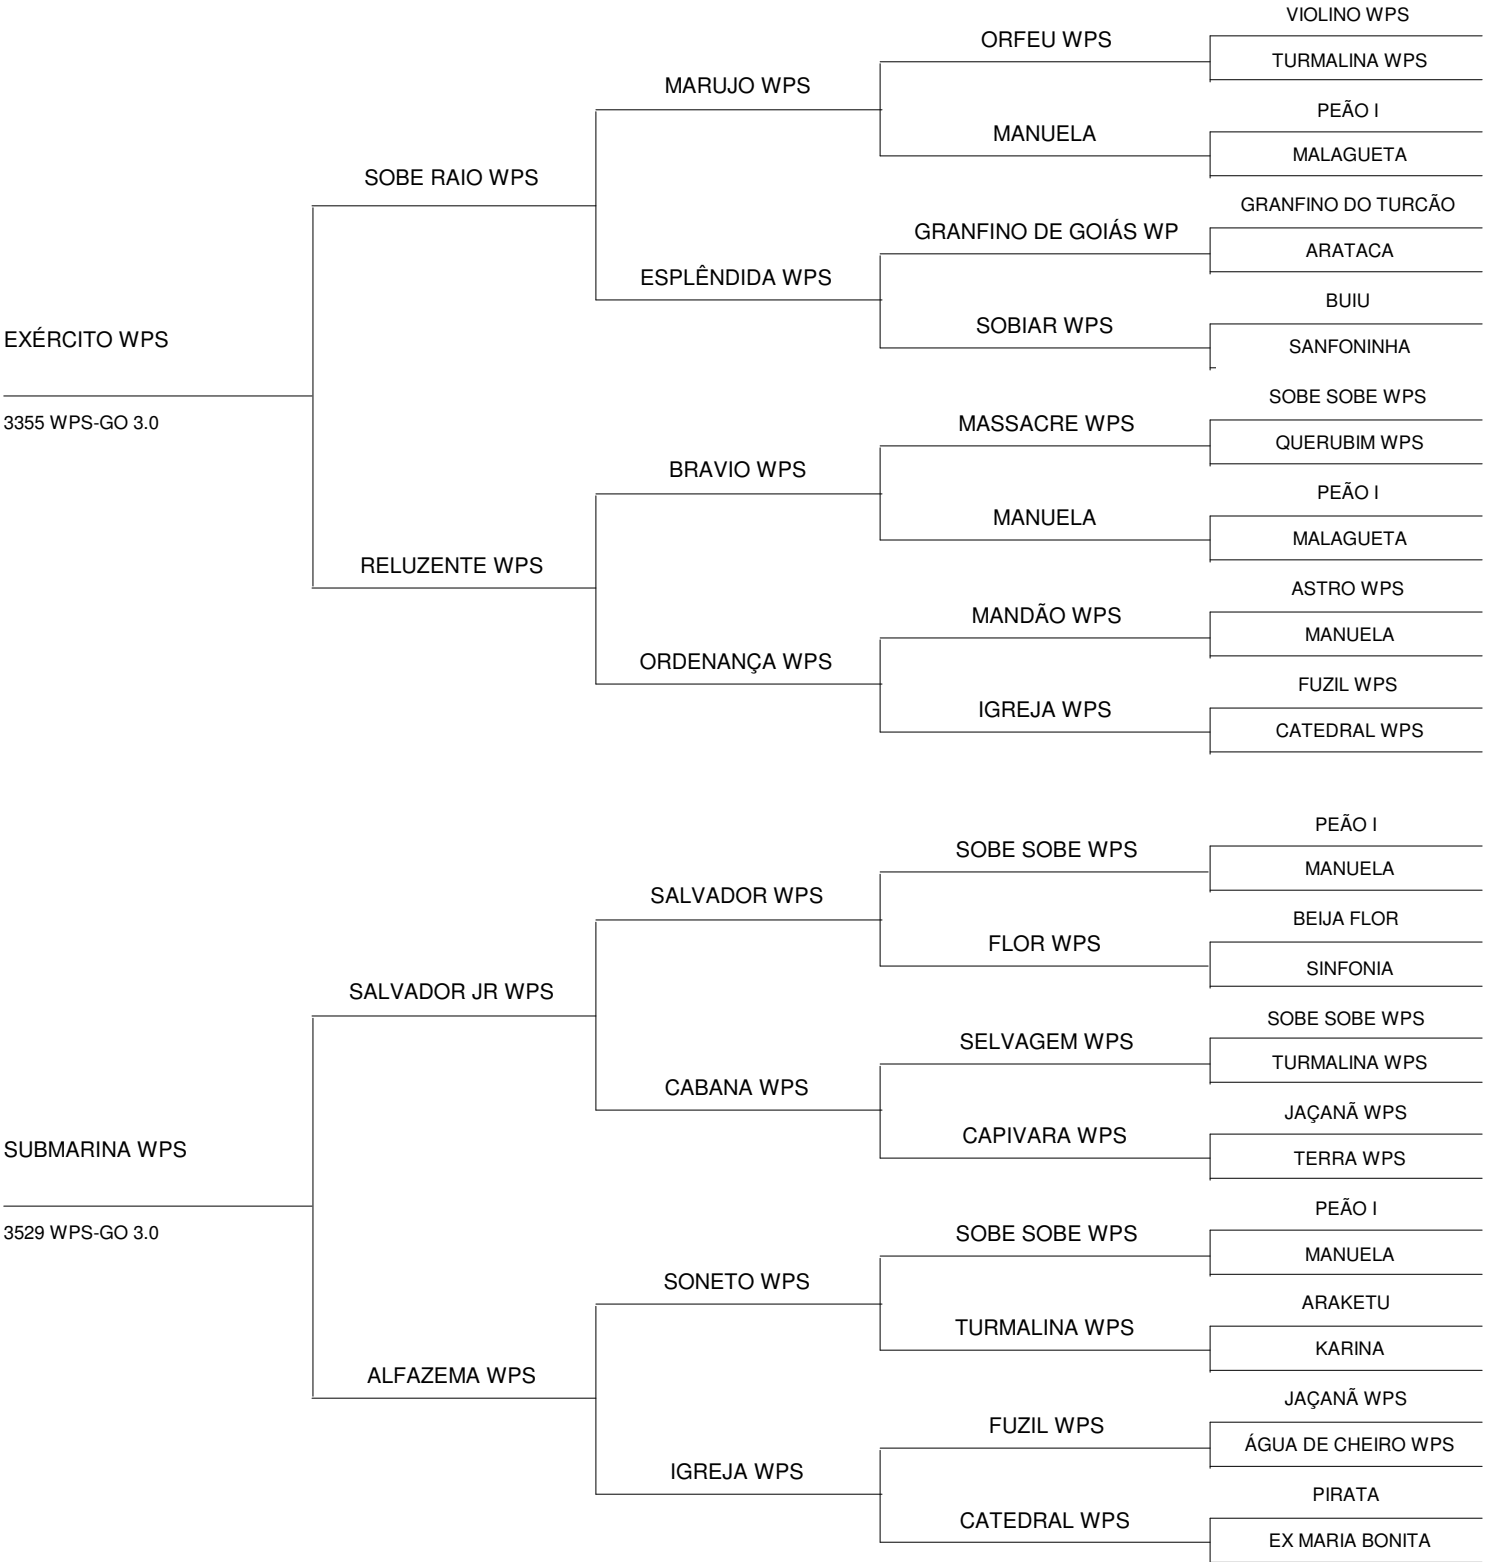 VIOLINO WPS
ORFEU WPS
TURMALINA WPS
MARUJO WPS
PEÃO I
MANUELA
MALAGUETA
SOBE RAIO WPS
GRANFINO DO TURCÃO
GRANFINO DE GOIÁS WP
ARATACA
ESPLÊNDIDA WPS
BUIU
SOBIAR WPS
SANFONINHA
EXÉRCITO WPS
3355 WPS-GO 3.0
SOBE SOBE WPS
MASSACRE WPS
QUERUBIM WPS
BRAVIO WPS
PEÃO I
MANUELA
MALAGUETA
RELUZENTE WPS
ASTRO WPS
MANDÃO WPS
MANUELA
ORDENANÇA WPS
FUZIL WPS
IGREJA WPS
CATEDRAL WPS
PEÃO I
SOBE SOBE WPS
MANUELA
SALVADOR WPS
BEIJA FLOR
FLOR WPS
SINFONIA
SALVADOR JR WPS
SOBE SOBE WPS
SELVAGEM WPS
TURMALINA WPS
CABANA WPS
JAÇANÃ WPS
CAPIVARA WPS
TERRA WPS
SUBMARINA WPS
3529 WPS-GO 3.0
PEÃO I
SOBE SOBE WPS
MANUELA
SONETO WPS
ARAKETU
TURMALINA WPS
KARINA
ALFAZEMA WPS
JAÇANÃ WPS
FUZIL WPS
ÁGUA DE CHEIRO WPS
IGREJA WPS
PIRATA
CATEDRAL WPS
EX MARIA BONITA